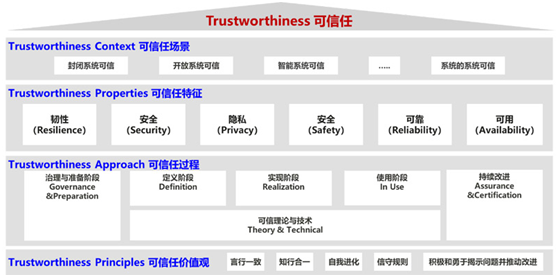 Trustworthiness 可信任
Trustworthiness Context 可信任场景
封闭系统可信 开放系统可信 智能系统可信 ..... 系统的系统可信
Trustworthiness Properties 可信任特征
韧性 安全 隐私 安全 可靠 可用
(Resilience) (Security) (Privacy) (Safety) (Reliability) (Availability)
Trustworthiness Approach 可信任过程
治理与准备阶段 定义阶段 实现阶段 使用阶段 持续改进
Governance Definition Realization In Use Assurance
&Preparation &Certification
可信理论与技术
Theory & Technical
Trustworthiness Principles 可信任价值观 言行一致 知行合一 自我进化 信守规则 积极和勇于揭示问题并推动改进